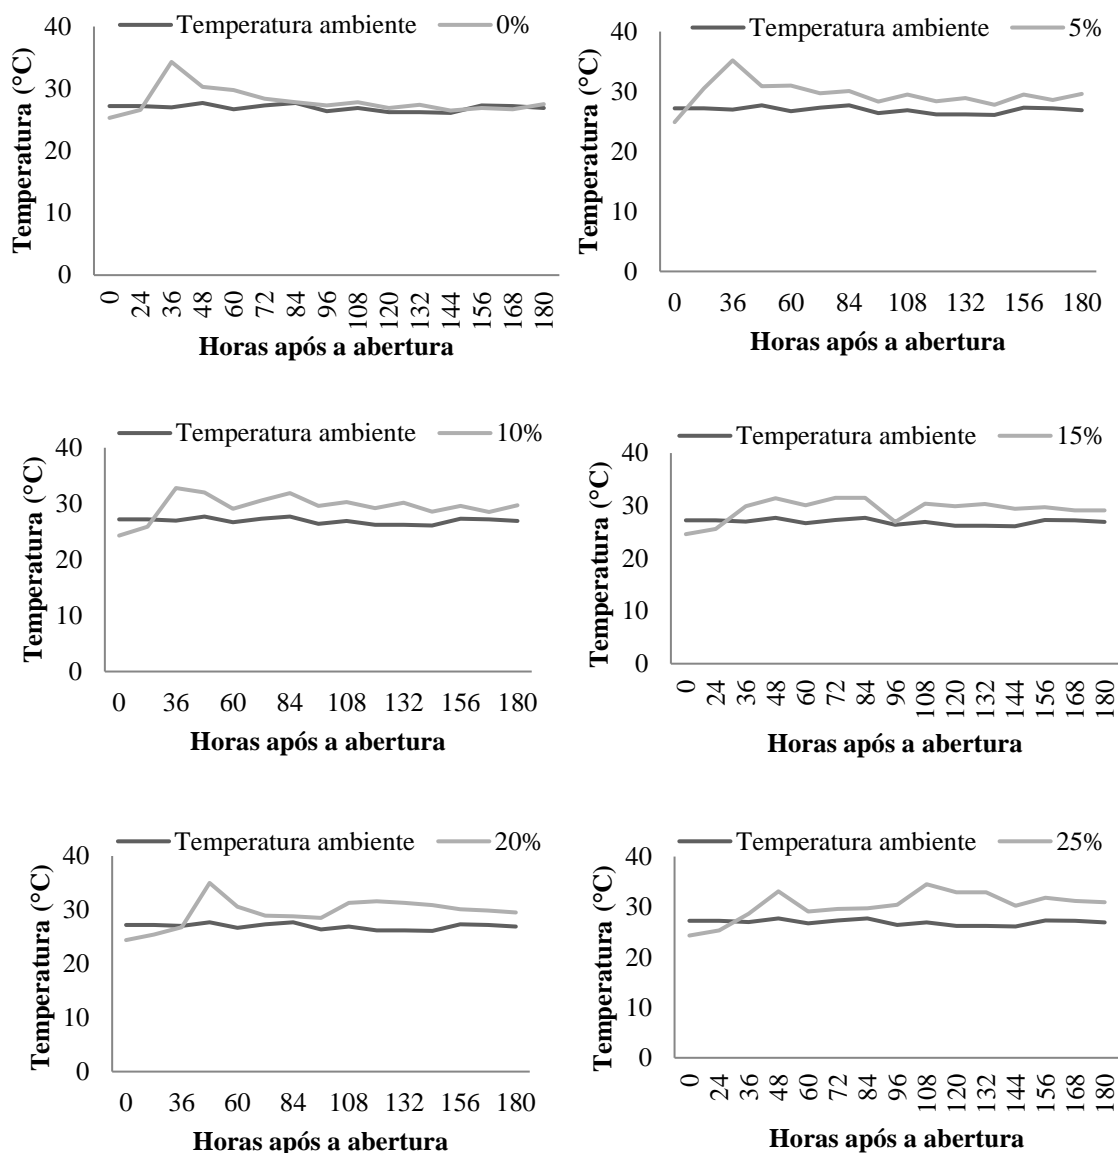 Temperatura ambiente 0%
Temperatura (°C)
40
30
20
10
0
0 24 36 48 60 72 84 96 108 120 132 144 156 168 180
Horas após a abertura
Temperatura ambiente 5%
Temperatura (°C)
40
30
20
10
0
0 36 60 84 108 132 156 180
Horas após a abertura
Temperatura ambiente 10%
Temperatura (°C)
40
30
20
10
0
0 36 60 84 108 132 156 180
Horas após a abertura
Temperatura ambiente 15%
Temperatura (°C)
40
30
20
10
0
0 24 36 48 60 72 84 96 108 120 132 144 156 168 180
Horas após a abertura
Temperatura ambiente 20%
Temperatura (°C)
40
30
20
10
0
0 36 60 84 108 132 156 180
Horas após a abertura
Temperatura ambiente 25%
Temperatura (°C)
40
30
20
10
0
0 24 36 48 60 72 84 96 108 120 132 144 156 168 180
Horas após a abertura